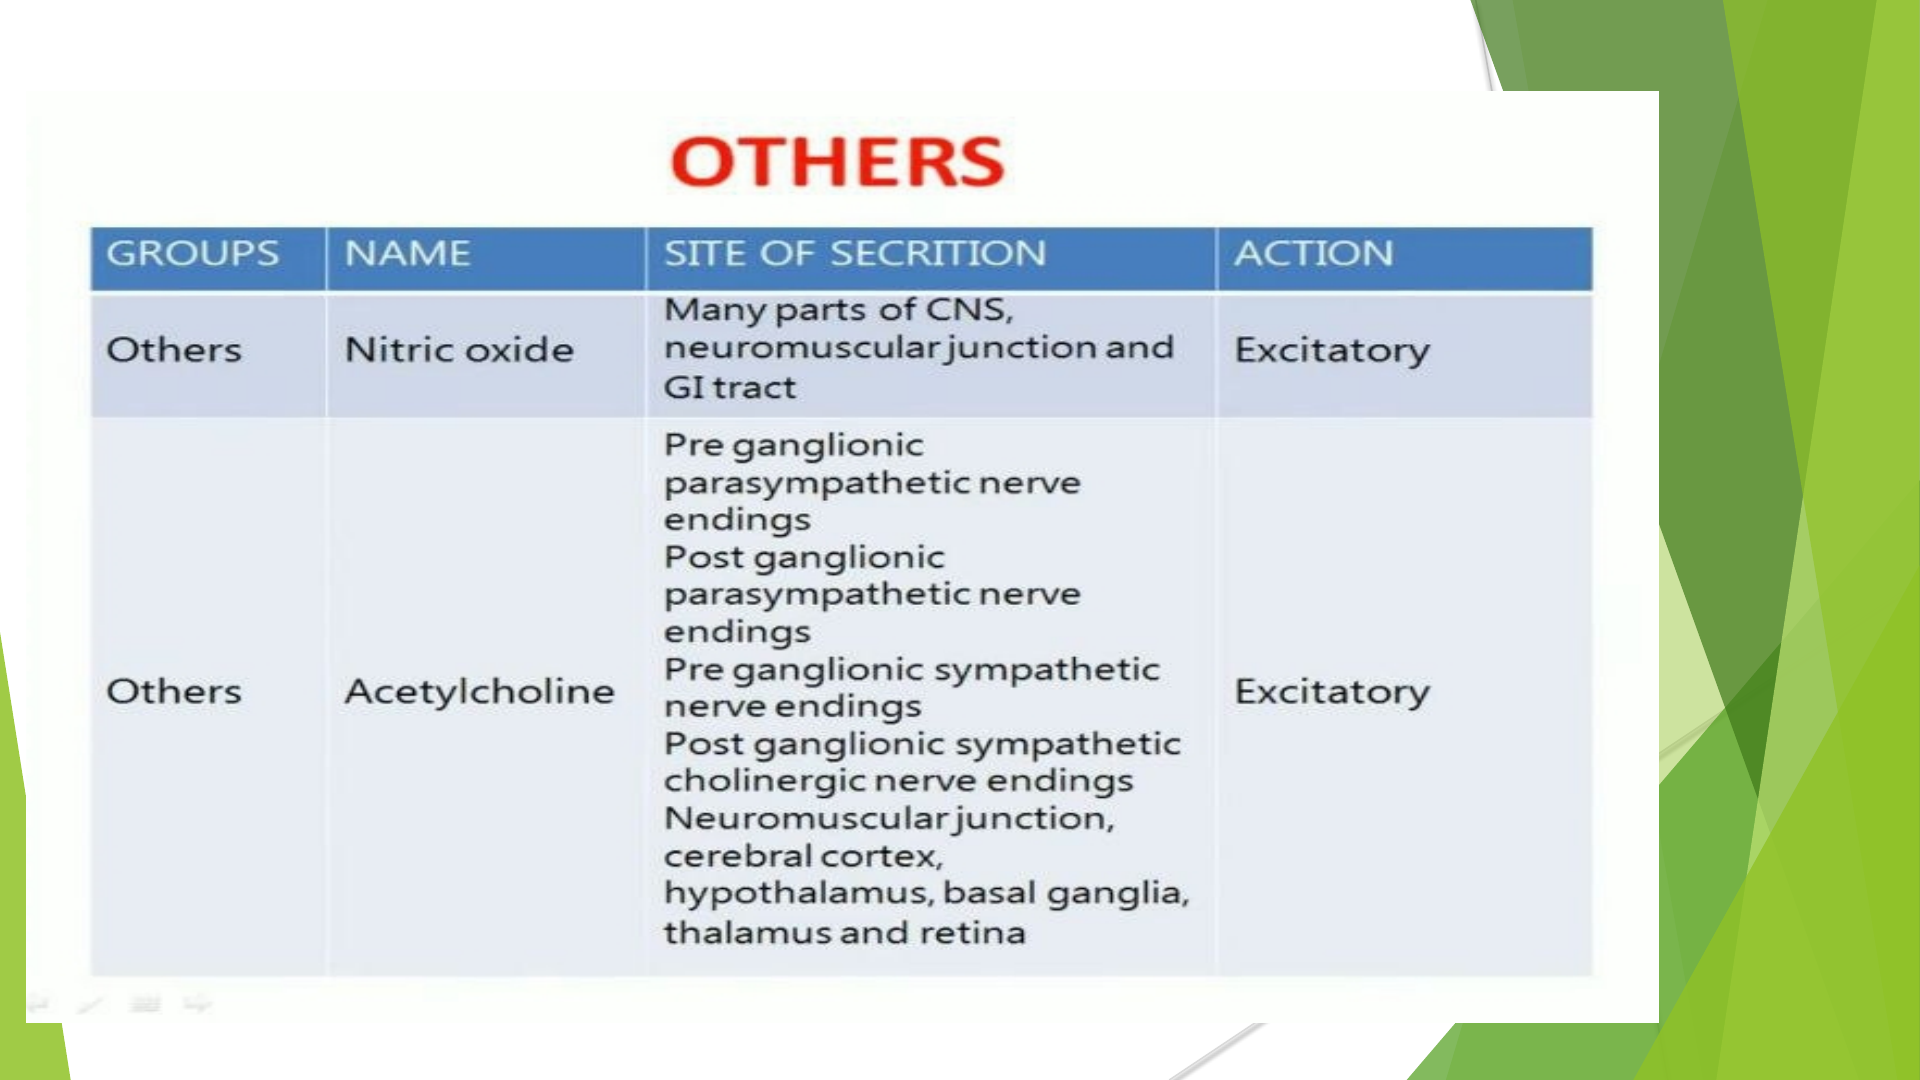 OTHERS
GROUPS NAME SITE OF SECRITION ACTION
Others Nitric oxide Many parts of CNS,
neuromuscular junction and
GI tract
Excitatory
Others Acetylcholine Pre ganglionic
parasympathetic nerve
endings
Post ganglionic
parasympathetic nerve
endings
Pre ganglionic sympathetic
nerve endings
Post ganglionic sympathetic
cholinergic nerve endings
Neuromuscular junction,
cerebral cortex,
hypothalamus, basal ganglia,
thalamus and retina
Excitatory